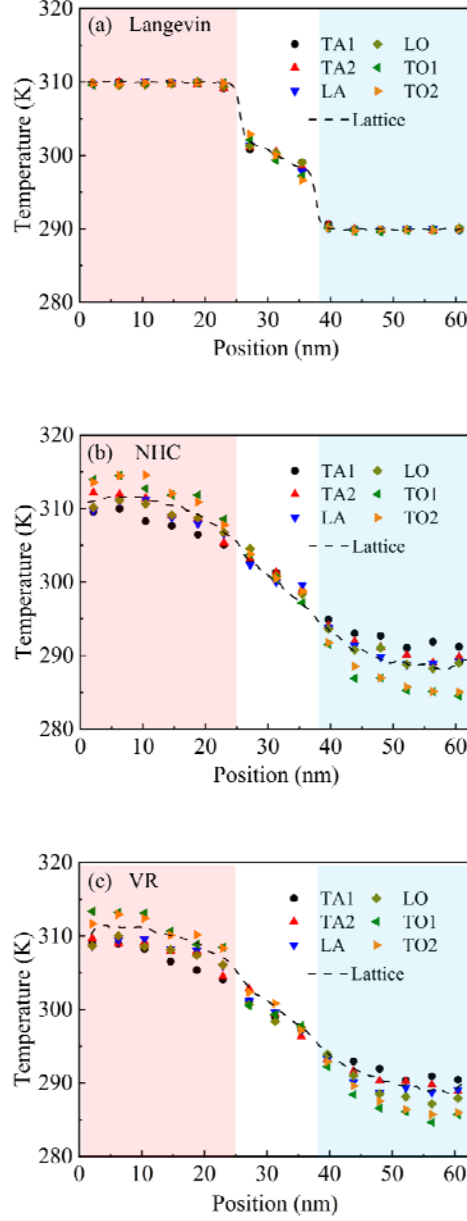 (a) Langevin
TA1 LO
TA2 TO1
LA TO2
Lattice
320
310
300
290
280
Temperature (K)
0 10 20 30 40 50 60
Position (nm)
(b) NHC
TA1 LO
TA2 TO1
LA TO2
Lattice
320
310
300
290
280
Temperature (K)
0 10 20 30 40 50 60
Position (nm)
(c) VR
TA1 LO
TA2 TO1
LA TO2
Lattice
320
310
300
290
280
Temperature (K)
0 10 20 30 40 50 60
Position (nm)